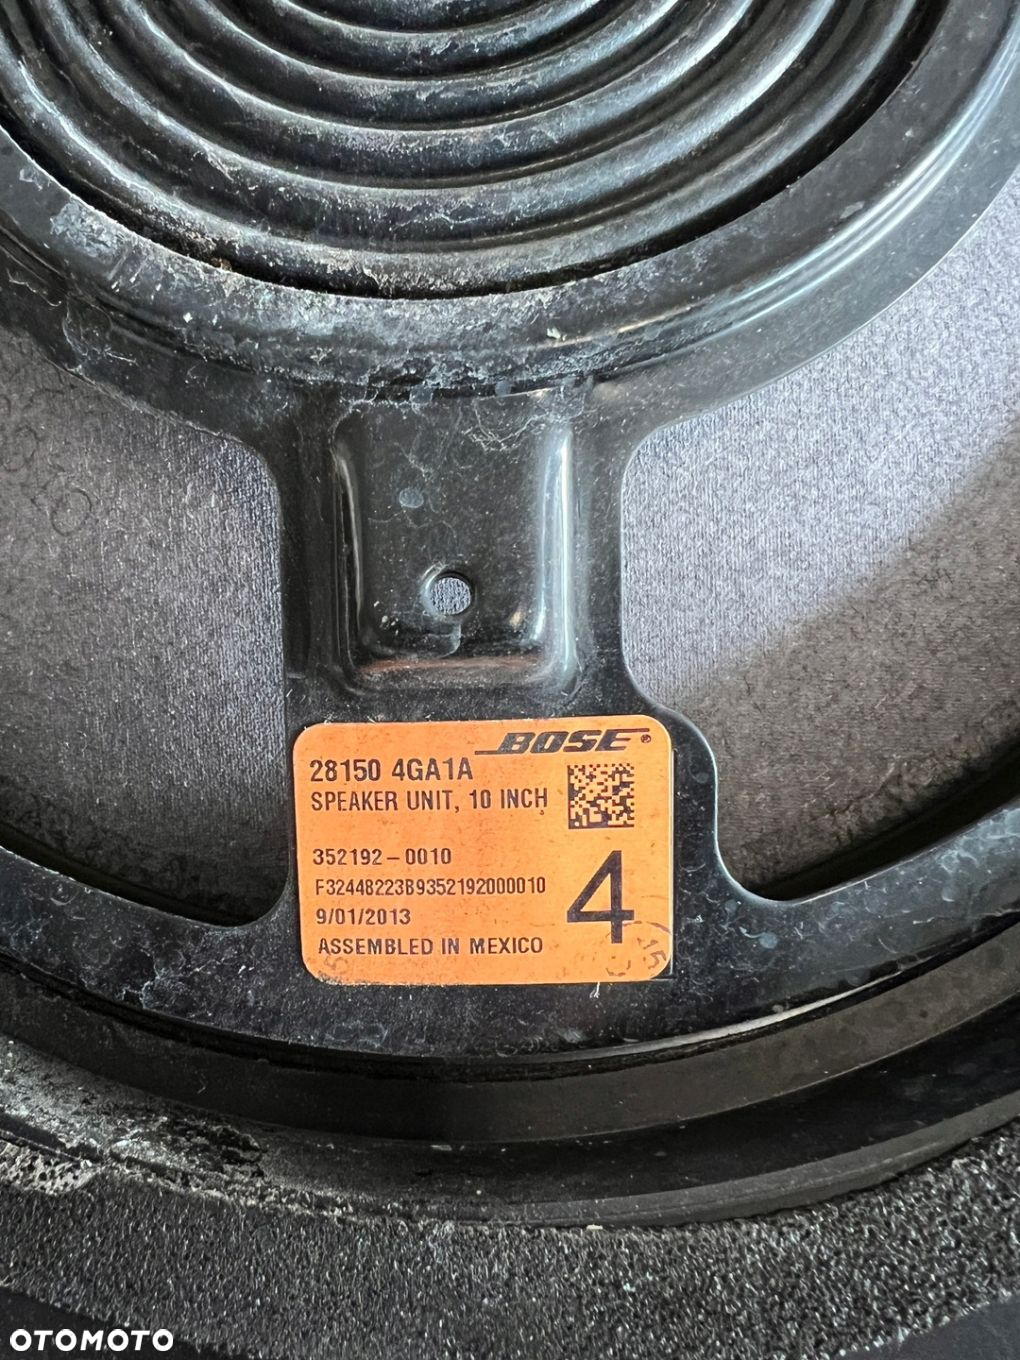 BOSE®
28150 4GA1A
SPEAKER UNIT, 10 INCH
352192-0010
F32448223B9352192000010
9/01/2013
4
ASSEMBLED IN MEXICO
OTOMOTO